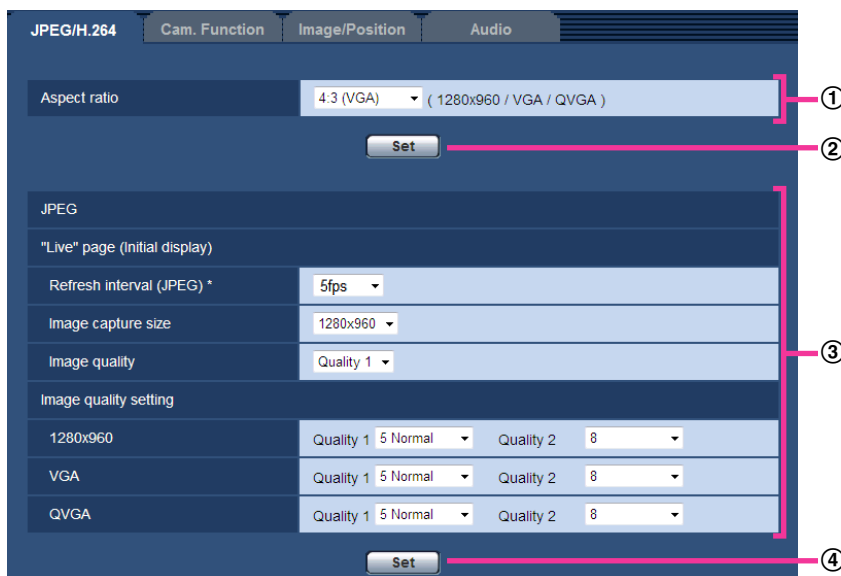 JPEG/H.264 Cam. Function Image/Position Audio
Aspect ratio 4:3 (VGA) ( 1280x960 / VGA / QVGA ) ①
Set ②
JPEG
"Live" page (Initial display)
Refresh interval (JPEG) * 5fps
Image capture size 1280x960
Image quality Quality 1 ③
Image quality setting
1280x960 Quality 1 5 Normal Quality 2 8
VGA Quality 1 5 Normal Quality 2 8
QVGA Quality 1 5 Normal Quality 2 8
Set ④